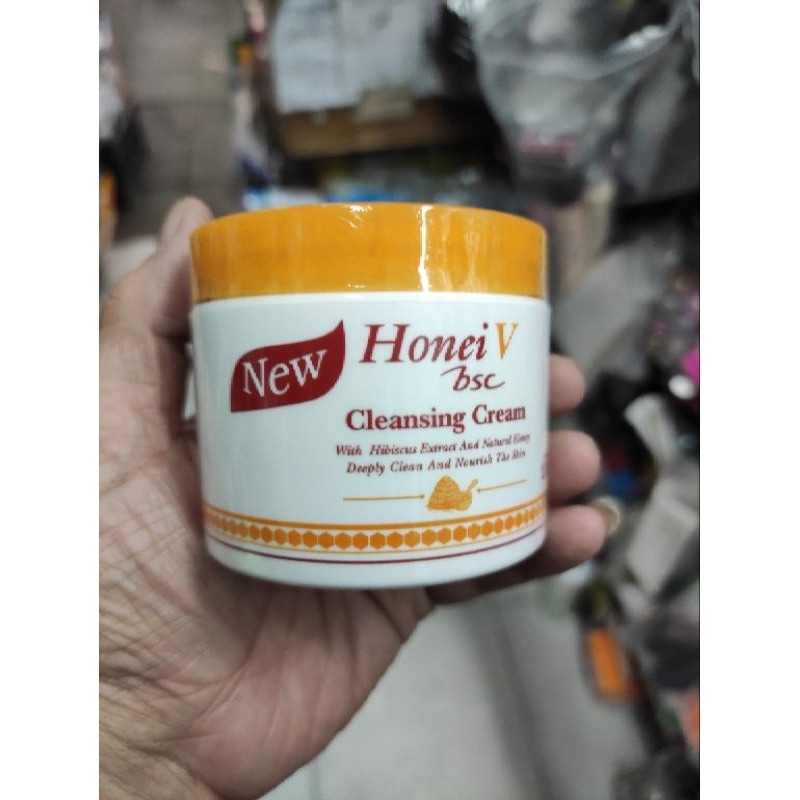 New
Honei V
bsc
Cleansing Cream
With Hibiscus Extract And Natural Honey
Deeply Clean And Nourish The Skin